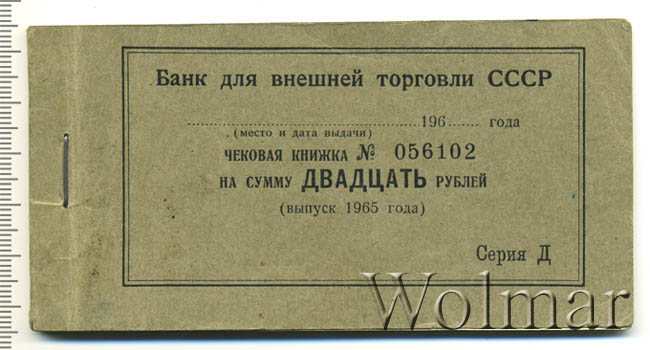 Банк для внешней торговли СССР
196 года
(место и дата выдачи)
ЧЕКОВАЯ КНИЖКА № 056102
НА СУММУ ДВАДЦАТЬ РУБЛЕЙ
(выпуск 1965 года)
Серия Д
Wolmar